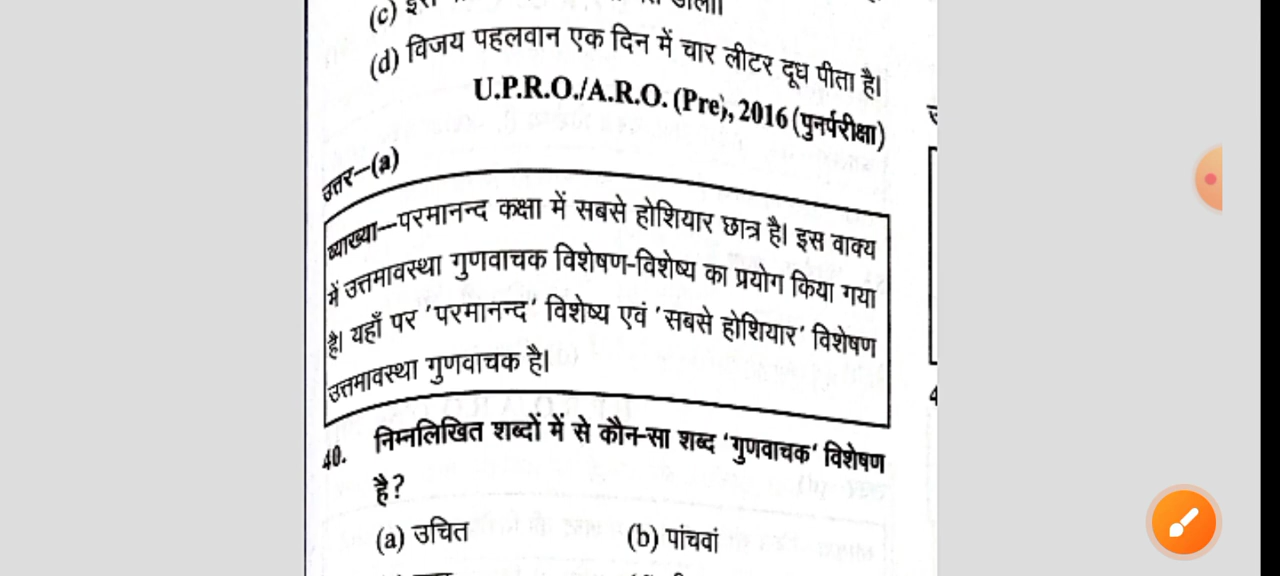 (c)
(d) विजय पहलवान एक दिन में चार लीटर दूध पीता है।
U.P.R.O./A.R.O. (Pre), 2016 (पुनर्परीक्षा)
उत्तर—(a)
व्याख्या—परमानन्द कक्षा में सबसे होशियार छात्र है। इस वाक्य
में उत्तमावस्था गुणवाचक विशेषण-विशेष्य का प्रयोग किया गया
है। यहाँ पर 'परमानन्द' विशेष्य एवं 'सबसे होशियार' विशेषण
उत्तमावस्था गुणवाचक है।
40. निम्नलिखित शब्दों में से कौन-सा शब्द 'गुणवाचक' विशेषण
है?
(a) उचित (b) पांचवां